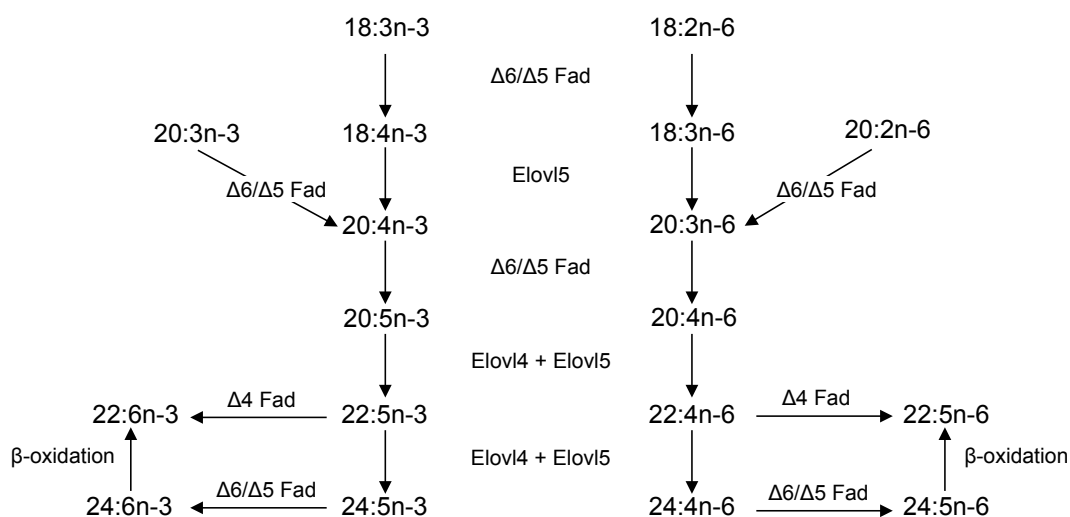 18:3n-3 18:2n-6
Δ6/Δ5 Fad
20:3n-3 18:4n-3 18:3n-6 20:2n-6
Elovl5
Δ6/Δ5 Fad Δ6/Δ5 Fad
20:4n-3 20:3n-6
Δ6/Δ5 Fad
20:5n-3 20:4n-6
Elovl4 + Elovl5
Δ4 Fad Δ4 Fad
22:6n-3 22:5n-3 22:4n-6 22:5n-6
β-oxidation Elovl4 + Elovl5 β-oxidation
Δ6/Δ5 Fad Δ6/Δ5 Fad
24:6n-3 24:5n-3 24:4n-6 24:5n-6